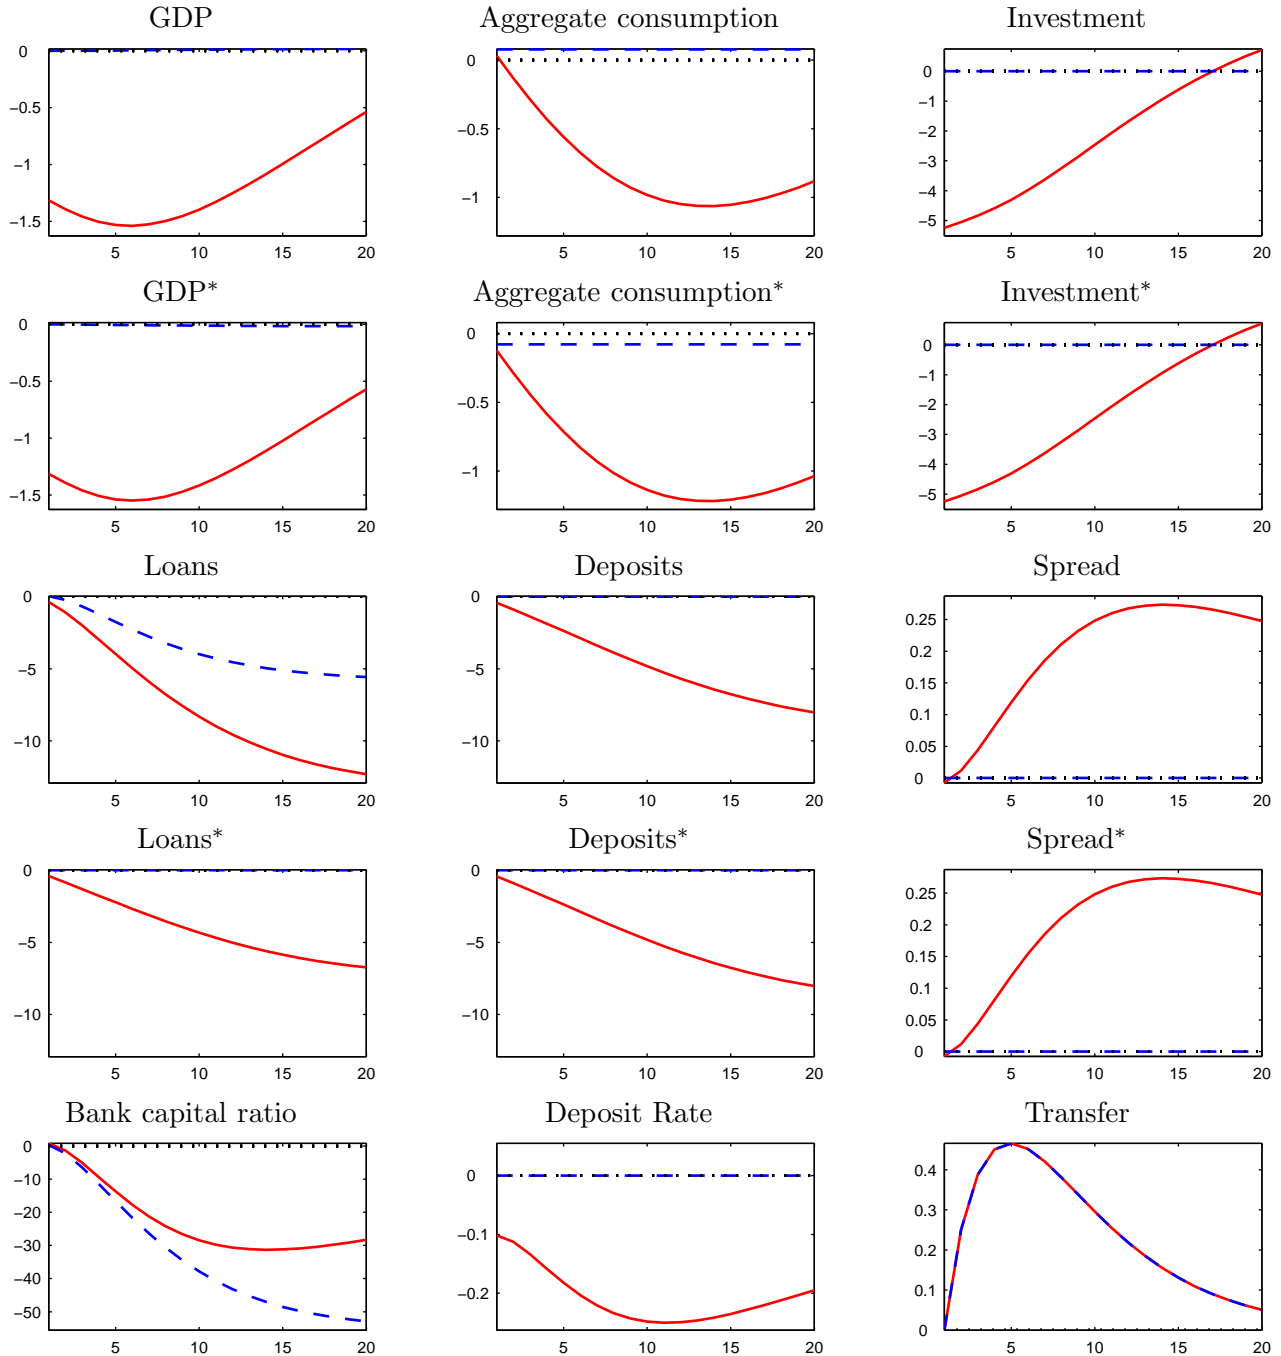 GDP Aggregate consumption Investment
0 0 0
−0.5 −0.5 −1
−1 −1 −2
−1.5 −3
−4
−5
5 10 15 20 5 10 15 20 5 10 15 20
GDP* Aggregate consumption* Investment*
0 0 0
−0.5 −0.5 −1
−1 −1 −2
−1.5 −3
−4
−5
5 10 15 20 5 10 15 20 5 10 15 20
Loans Deposits Spread
0 0 0.25
−5 −5 0.2
−10 −10 0.15
0.1
0.05
0
5 10 15 20 5 10 15 20 5 10 15 20
Loans* Deposits* Spread*
0 0 0.25
−5 −5 0.2
−10 −10 0.15
0.1
0.05
0
5 10 15 20 5 10 15 20 5 10 15 20
Bank capital ratio Deposit Rate Transfer
0 0 0.4
−10 −0.1 0.3
−20 −0.2 0.2
−30 0.1
−40 0
−50
5 10 15 20 5 10 15 20 5 10 15 20